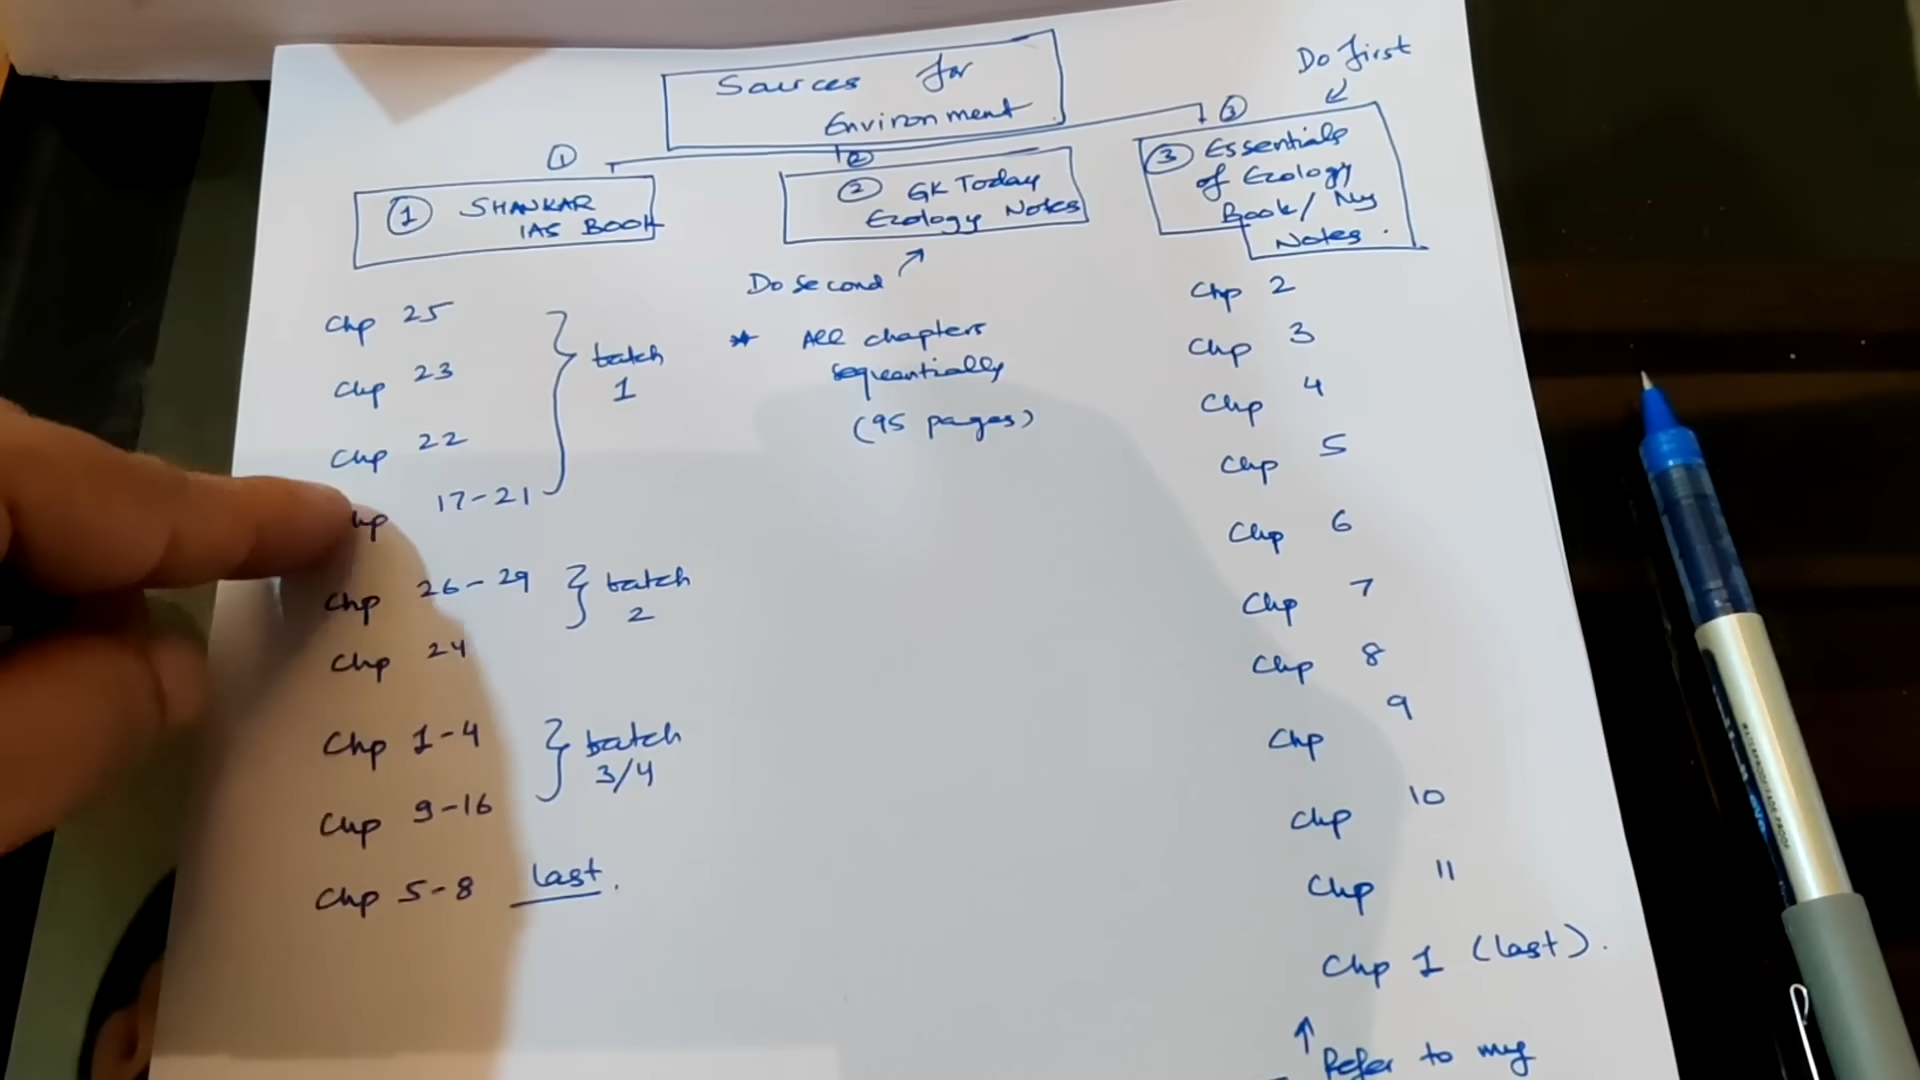 Sources for
Environment
Do first
①
②
③
① SHANKAR
IAS BOOK
② GK Today
Ecology Notes
③ Essentials
of Ecology
Book/ My
Notes.
Do second
Chp 25
Chp 23
Chp 22
Chp 17-21
batch
1
Chp 26-29
batch
2
Chp 24
Chp 1-4
batch
3/4
Chp 9-16
Chp 5-8 last.
* All chapters
sequentially
(95 pages)
Chp 2
Chp 3
Chp 4
Chp 5
Chp 6
Chp 7
Chp 8
Chp 9
Chp 10
Chp 11
Chp 1 (last).
Refer to my